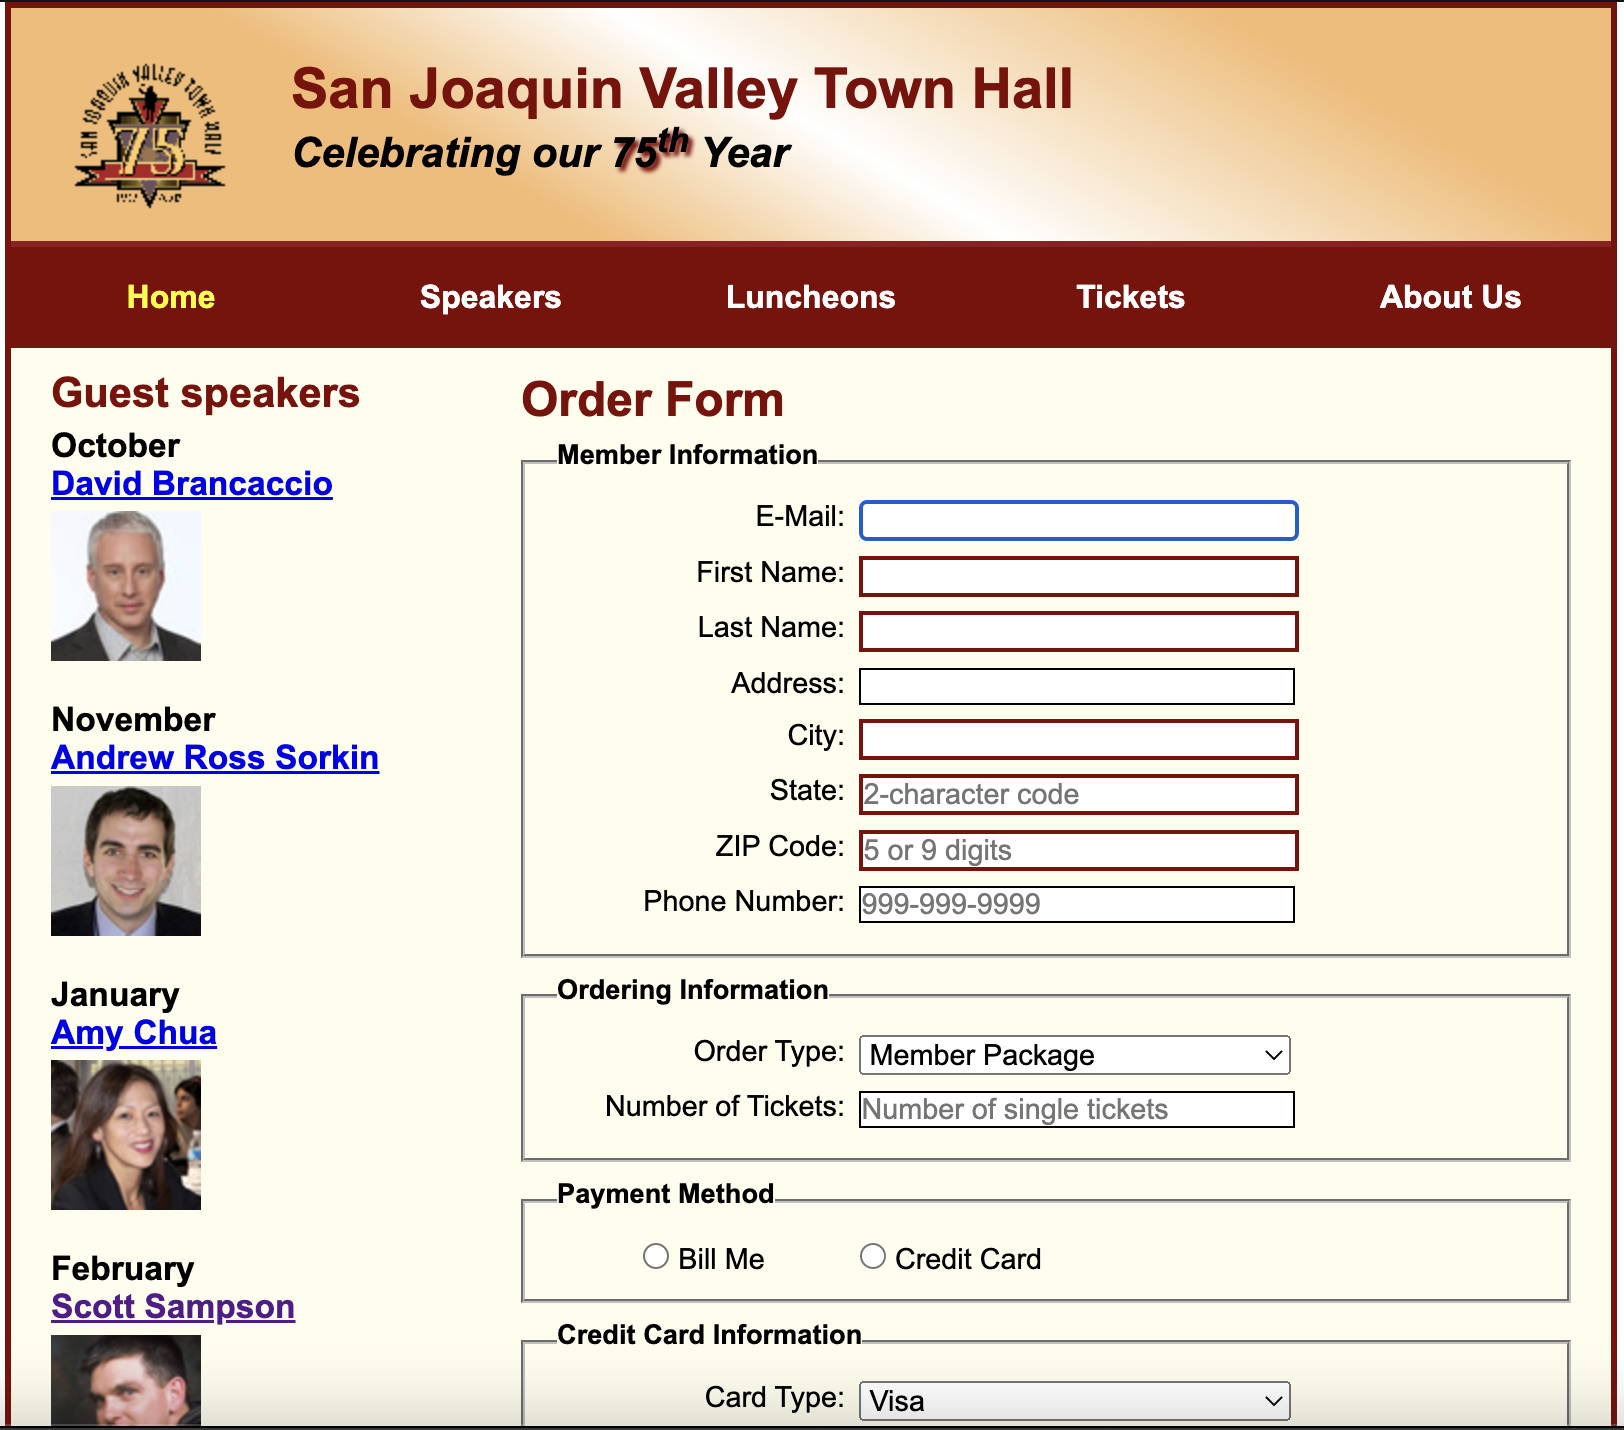 SAN JOAQUIN VALLEY TOWN HALL
75
San Joaquin Valley Town Hall
Celebrating our 75th Year
Home Speakers Luncheons Tickets About Us
Guest speakers
October
David Brancaccio
November
Andrew Ross Sorkin
January
Amy Chua
February
Scott Sampson
Order Form
Member Information
E-Mail:
First Name:
Last Name:
Address:
City:
State: 2-character code
ZIP Code: 5 or 9 digits
Phone Number: 999-999-9999
Ordering Information
Order Type: Member Package
Number of Tickets: Number of single tickets
Payment Method
Bill Me Credit Card
Credit Card Information
Card Type: Visa